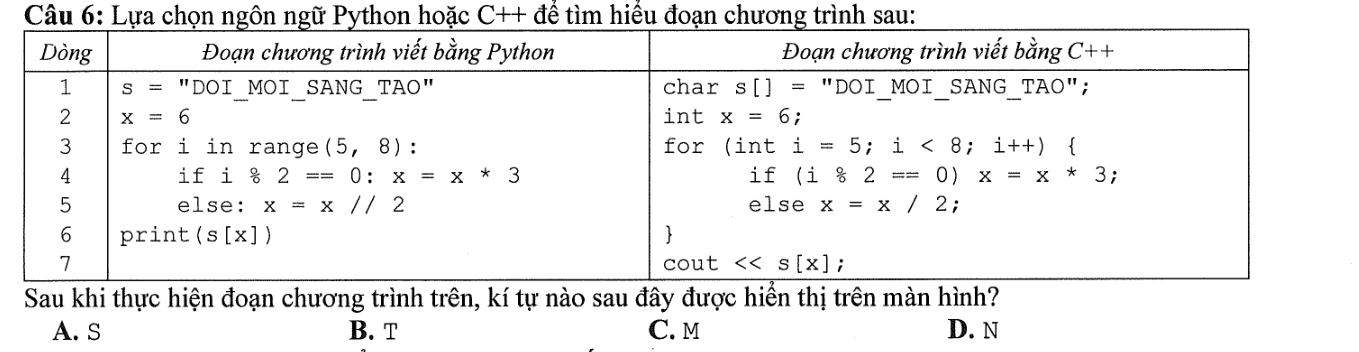 Câu 6: Lựa chọn ngôn ngữ Python hoặc C++ để tìm hiểu đoạn chương trình sau:
Dòng Đoạn chương trình viết bằng Python Đoạn chương trình viết bằng C++
1 s = "DOI_MOI_SANG_TAO" char s[] = "DOI_MOI_SANG_TAO";
2 x = 6 int x = 6;
3 for i in range(5, 8): for (int i = 5; i < 8; i++) {
4 if i % 2 == 0: x = x * 3 if (i % 2 == 0) x = x * 3;
5 else: x = x // 2 else x = x / 2;
6 print(s[x]) }
7 cout << s[x];
Sau khi thực hiện đoạn chương trình trên, kí tự nào sau đây được hiển thị trên màn hình?
A. S B. T C. M D. N